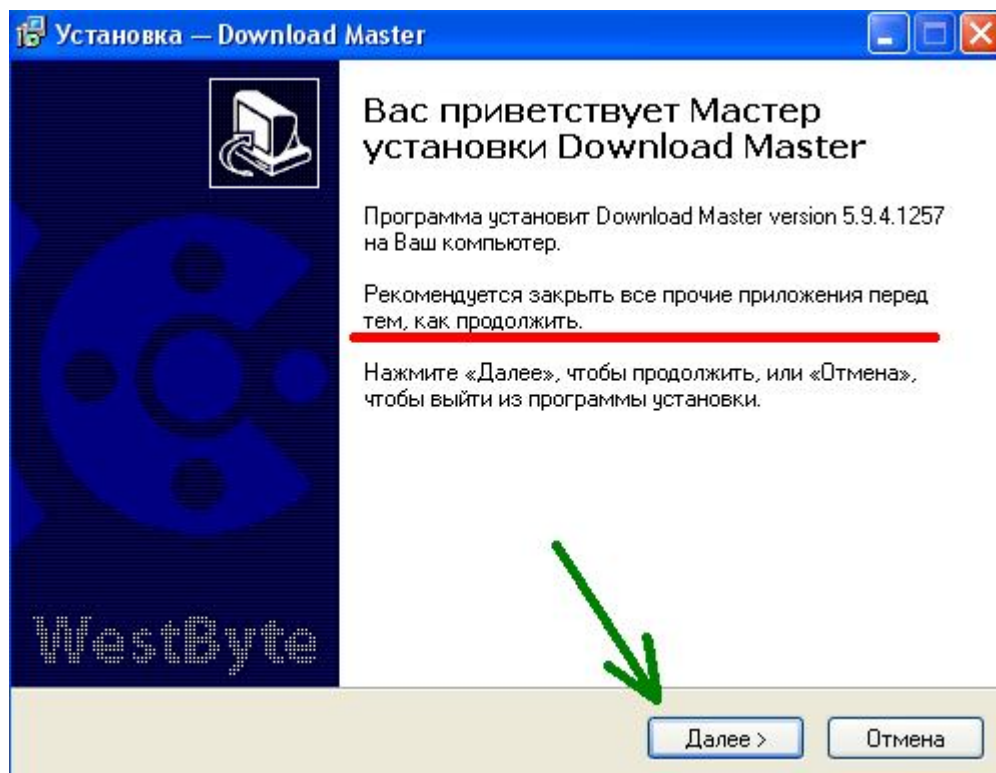 Установка — Download Master
Вас приветствует Мастер
установки Download Master
Программа установит Download Master version 5.9.4.1257
на Ваш компьютер.
Рекомендуется закрыть все прочие приложения перед
тем, как продолжить.
Нажмите «Далее», чтобы продолжить, или «Отмена»,
чтобы выйти из программы установки.
WestByte
Далее >
Отмена